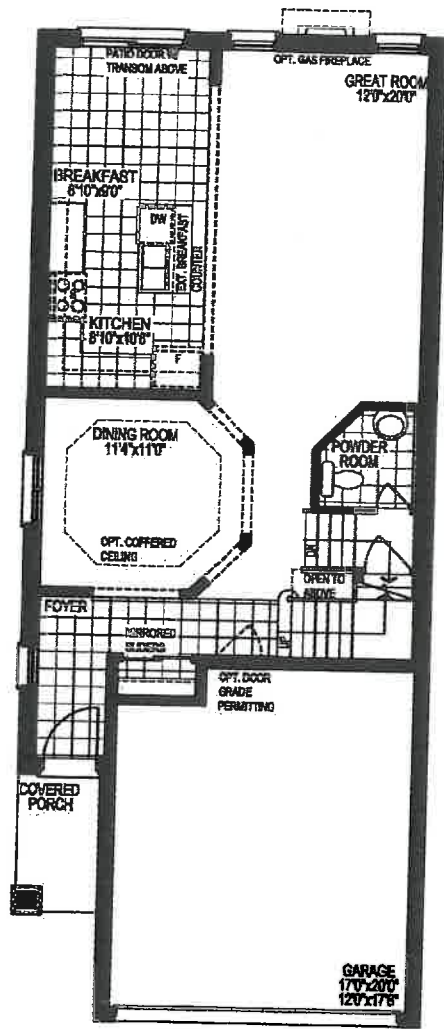 PATIO DOOR
TRANSOM ABOVE
OPT. GAS FIREPLACE
GREAT ROOM
12'0"x20'0"
BREAKFAST
8'10"x9'0"
DW
EXT. BREAKFAST
COUNTER
KITCHEN
8'10"x10'6"
F
DINING ROOM
11'4"x11'0"
OPT. COFFERED
CEILING
POWDER
ROOM
DN
OPEN TO
ABOVE
UP
FOYER
MIRRORED
SLIDERS
OPT. DOOR
GRADE
PERMITTING
COVERED
PORCH
GARAGE
17'0"x20'0"
12'0"x17'6"